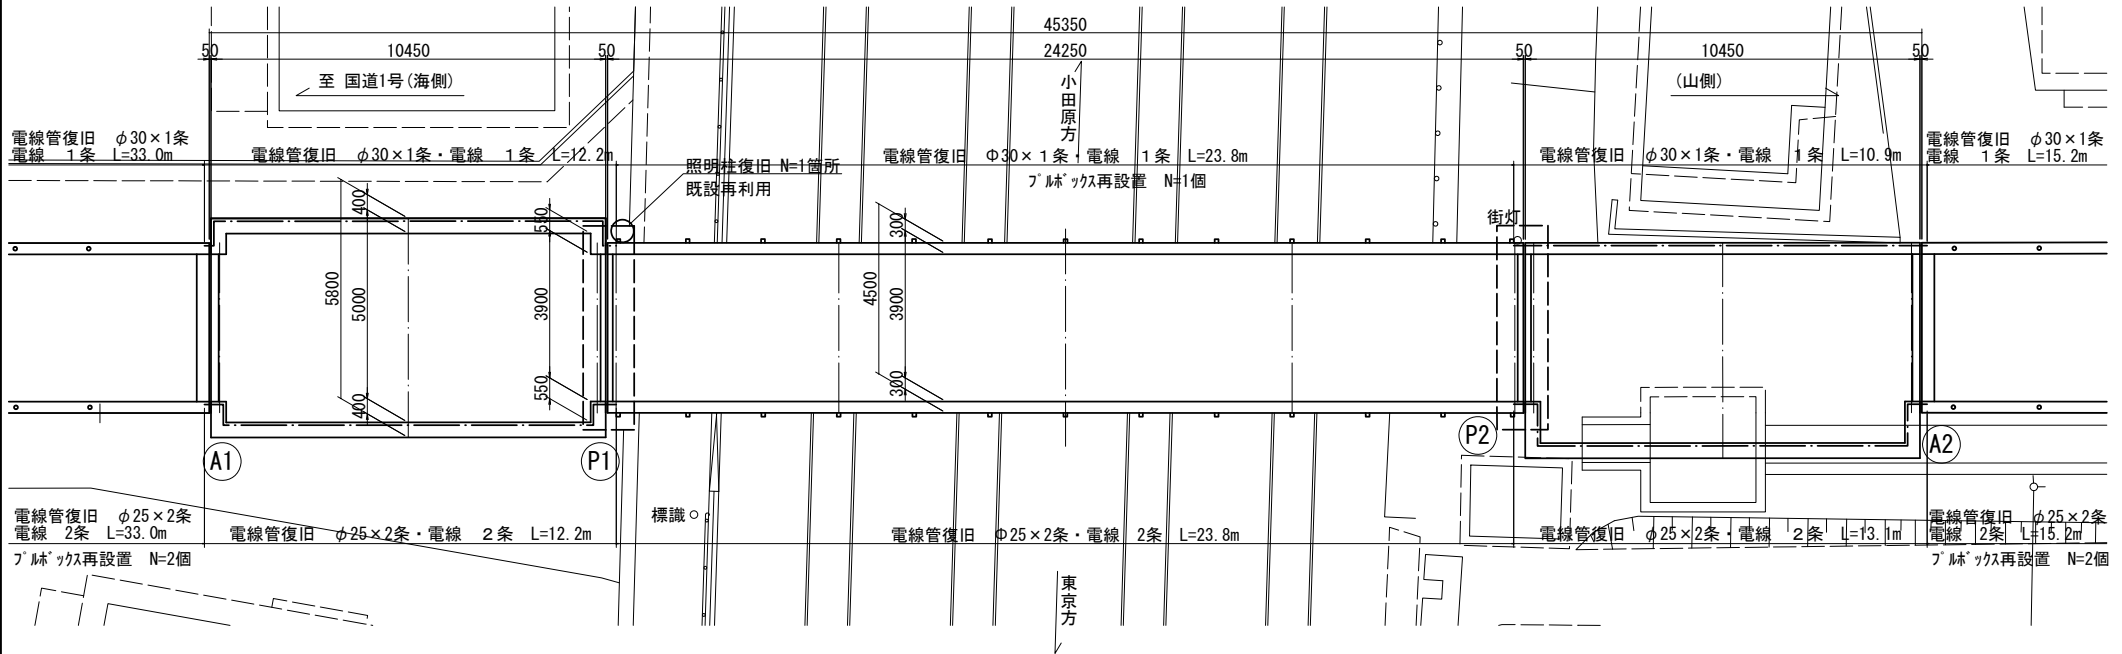 45350
50
10450
50
24250
50
10450
50
至 国道1号(海側)
小田原方
(山側)
電線管復旧 φ30×1条
電線 1条 L=33.0m
電線管復旧 φ30×1条・電線 1条 L=12.2m
照明柱復旧 N=1箇所
既設再利用
電線管復旧 Φ30×1条・電線 1条 L=23.8m
プルボックス再設置 N=1個
電線管復旧 φ30×1条・電線 1条 L=10.9m
電線管復旧 φ30×1条
電線 1条 L=15.2m
街灯
400
5800
5000
400
550
3900
550
300
4500
3900
300
A1
P1
P2
A2
標識
電線管復旧 φ25×2条
電線 2条 L=33.0m
プルボックス再設置 N=2個
電線管復旧 φ25×2条・電線 2条 L=12.2m
電線管復旧 Φ25×2条・電線 2条 L=23.8m
電線管復旧 φ25×2条・電線 2条 L=13.1m
電線管復旧 φ25×2条
電線 2条 L=15.2m
プルボックス再設置 N=2個
東京方